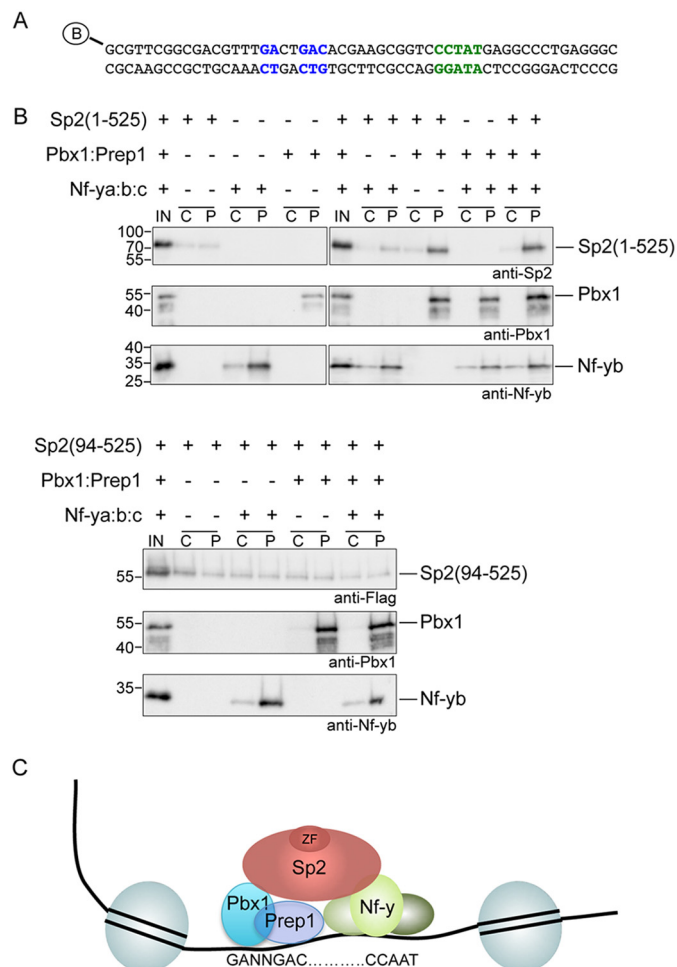 A
B
GCGTTCGGCGACGTTTGACTGACACGAAGCGGTCCCTATGAGGCCCTGAGGGC
CGCAAGCCGCTGCAAACTGACTGTGCTTCGCCAGGGATACTCCGGGACTCCCG
B
Sp2(1-525) + + + - - - - + + + + + - - + +
Pbx1:Prep1 + - - - - + + + - - + + + + + +
Nf-ya:b:c + - - + + - - + + + - - + + + +
IN C P C P C P IN C P C P C P C P
100
70
55
Sp2(1-525)
anti-Sp2
55
40
Pbx1
anti-Pbx1
40
35
25
Nf-yb
anti-Nf-yb
Sp2(94-525) + + + + + + + + +
Pbx1:Prep1 + - - - - + + + +
Nf-ya:b:c + - - + + - - + +
IN C P C P C P C P
55
Sp2(94-525)
anti-Flag
55
40
Pbx1
anti-Pbx1
35
Nf-yb
anti-Nf-yb
C
ZF
Sp2
Pbx1
Prep1
Nf-y
GANNGAC...........CCAAT